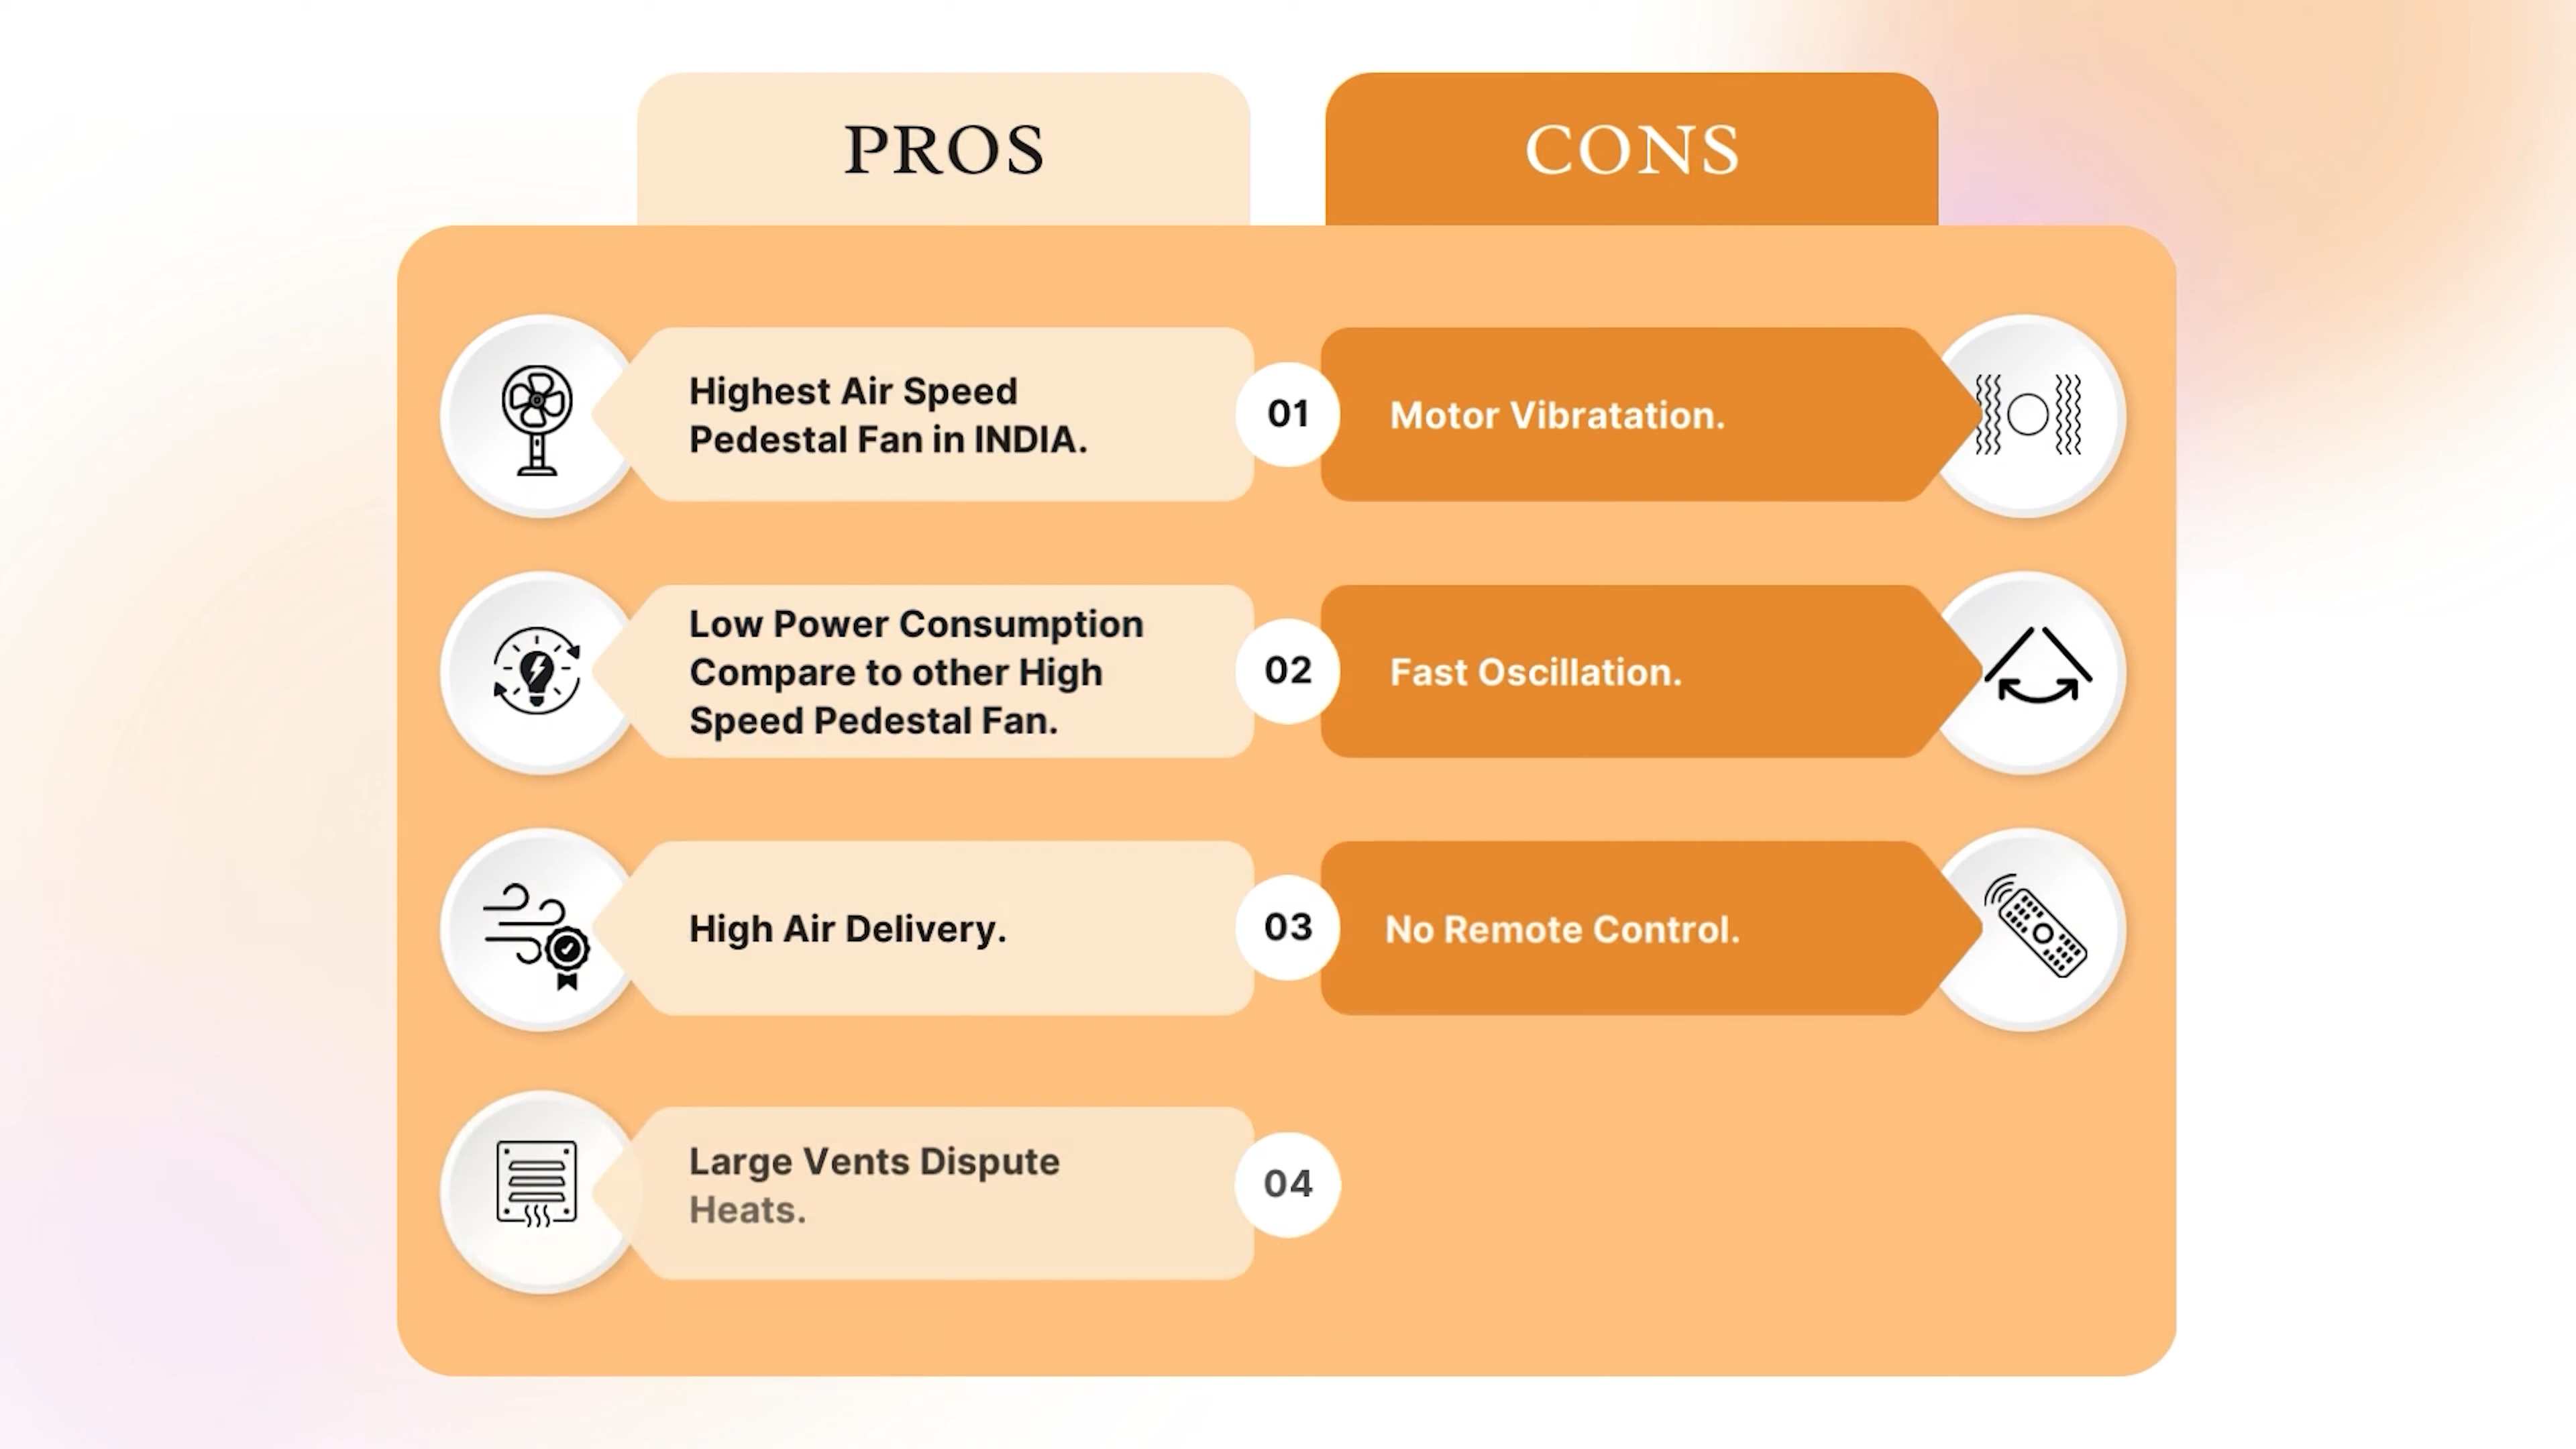 PROS
CONS
Highest Air Speed
Pedestal Fan in INDIA.
01
Motor Vibratation.
Low Power Consumption
Compare to other High
Speed Pedestal Fan.
02
Fast Oscillation.
High Air Delivery.
03
No Remote Control.
Large Vents Dispute
Heats.
04